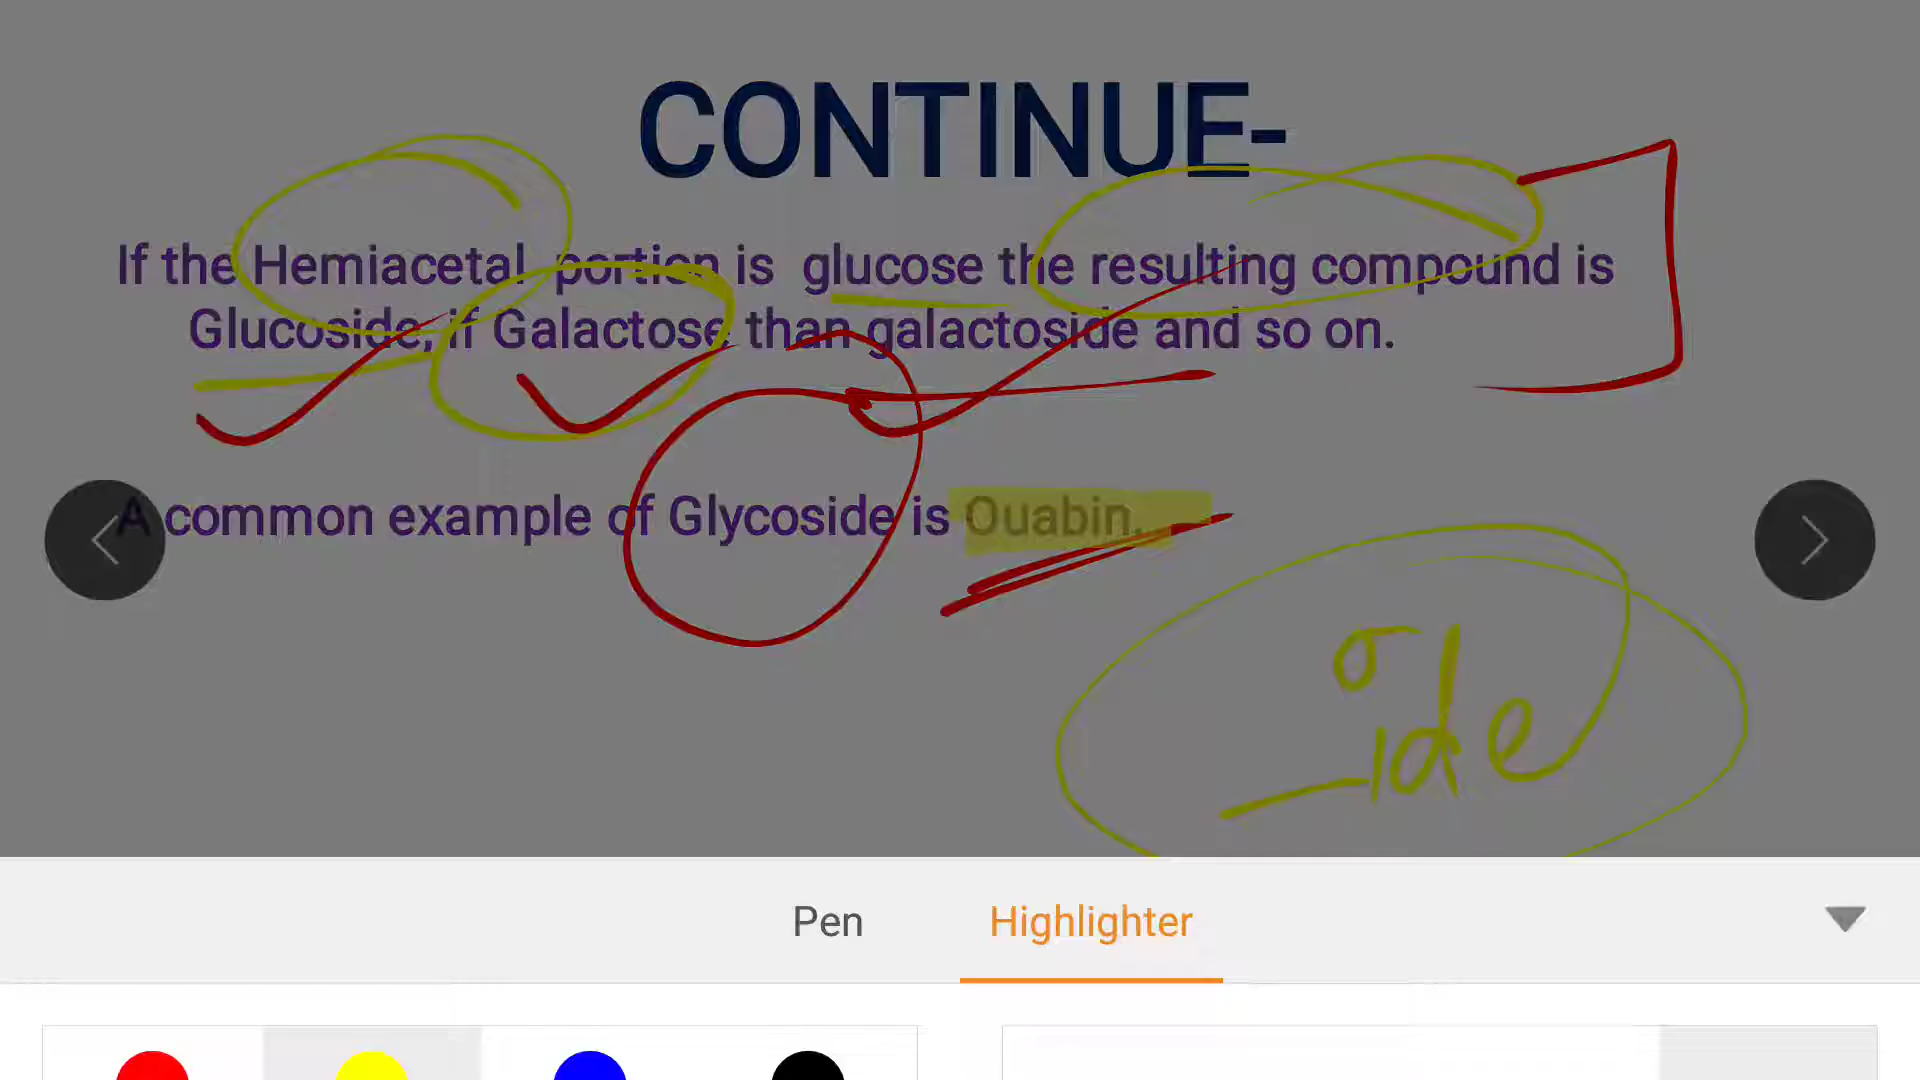 CONTINUE-
If the Hemiacetal portion is glucose the resulting compound is
Glucoside, if Galactose than galactoside and so on.
A common example of Glycoside is Ouabin.
o
_ide
Pen Highlighter